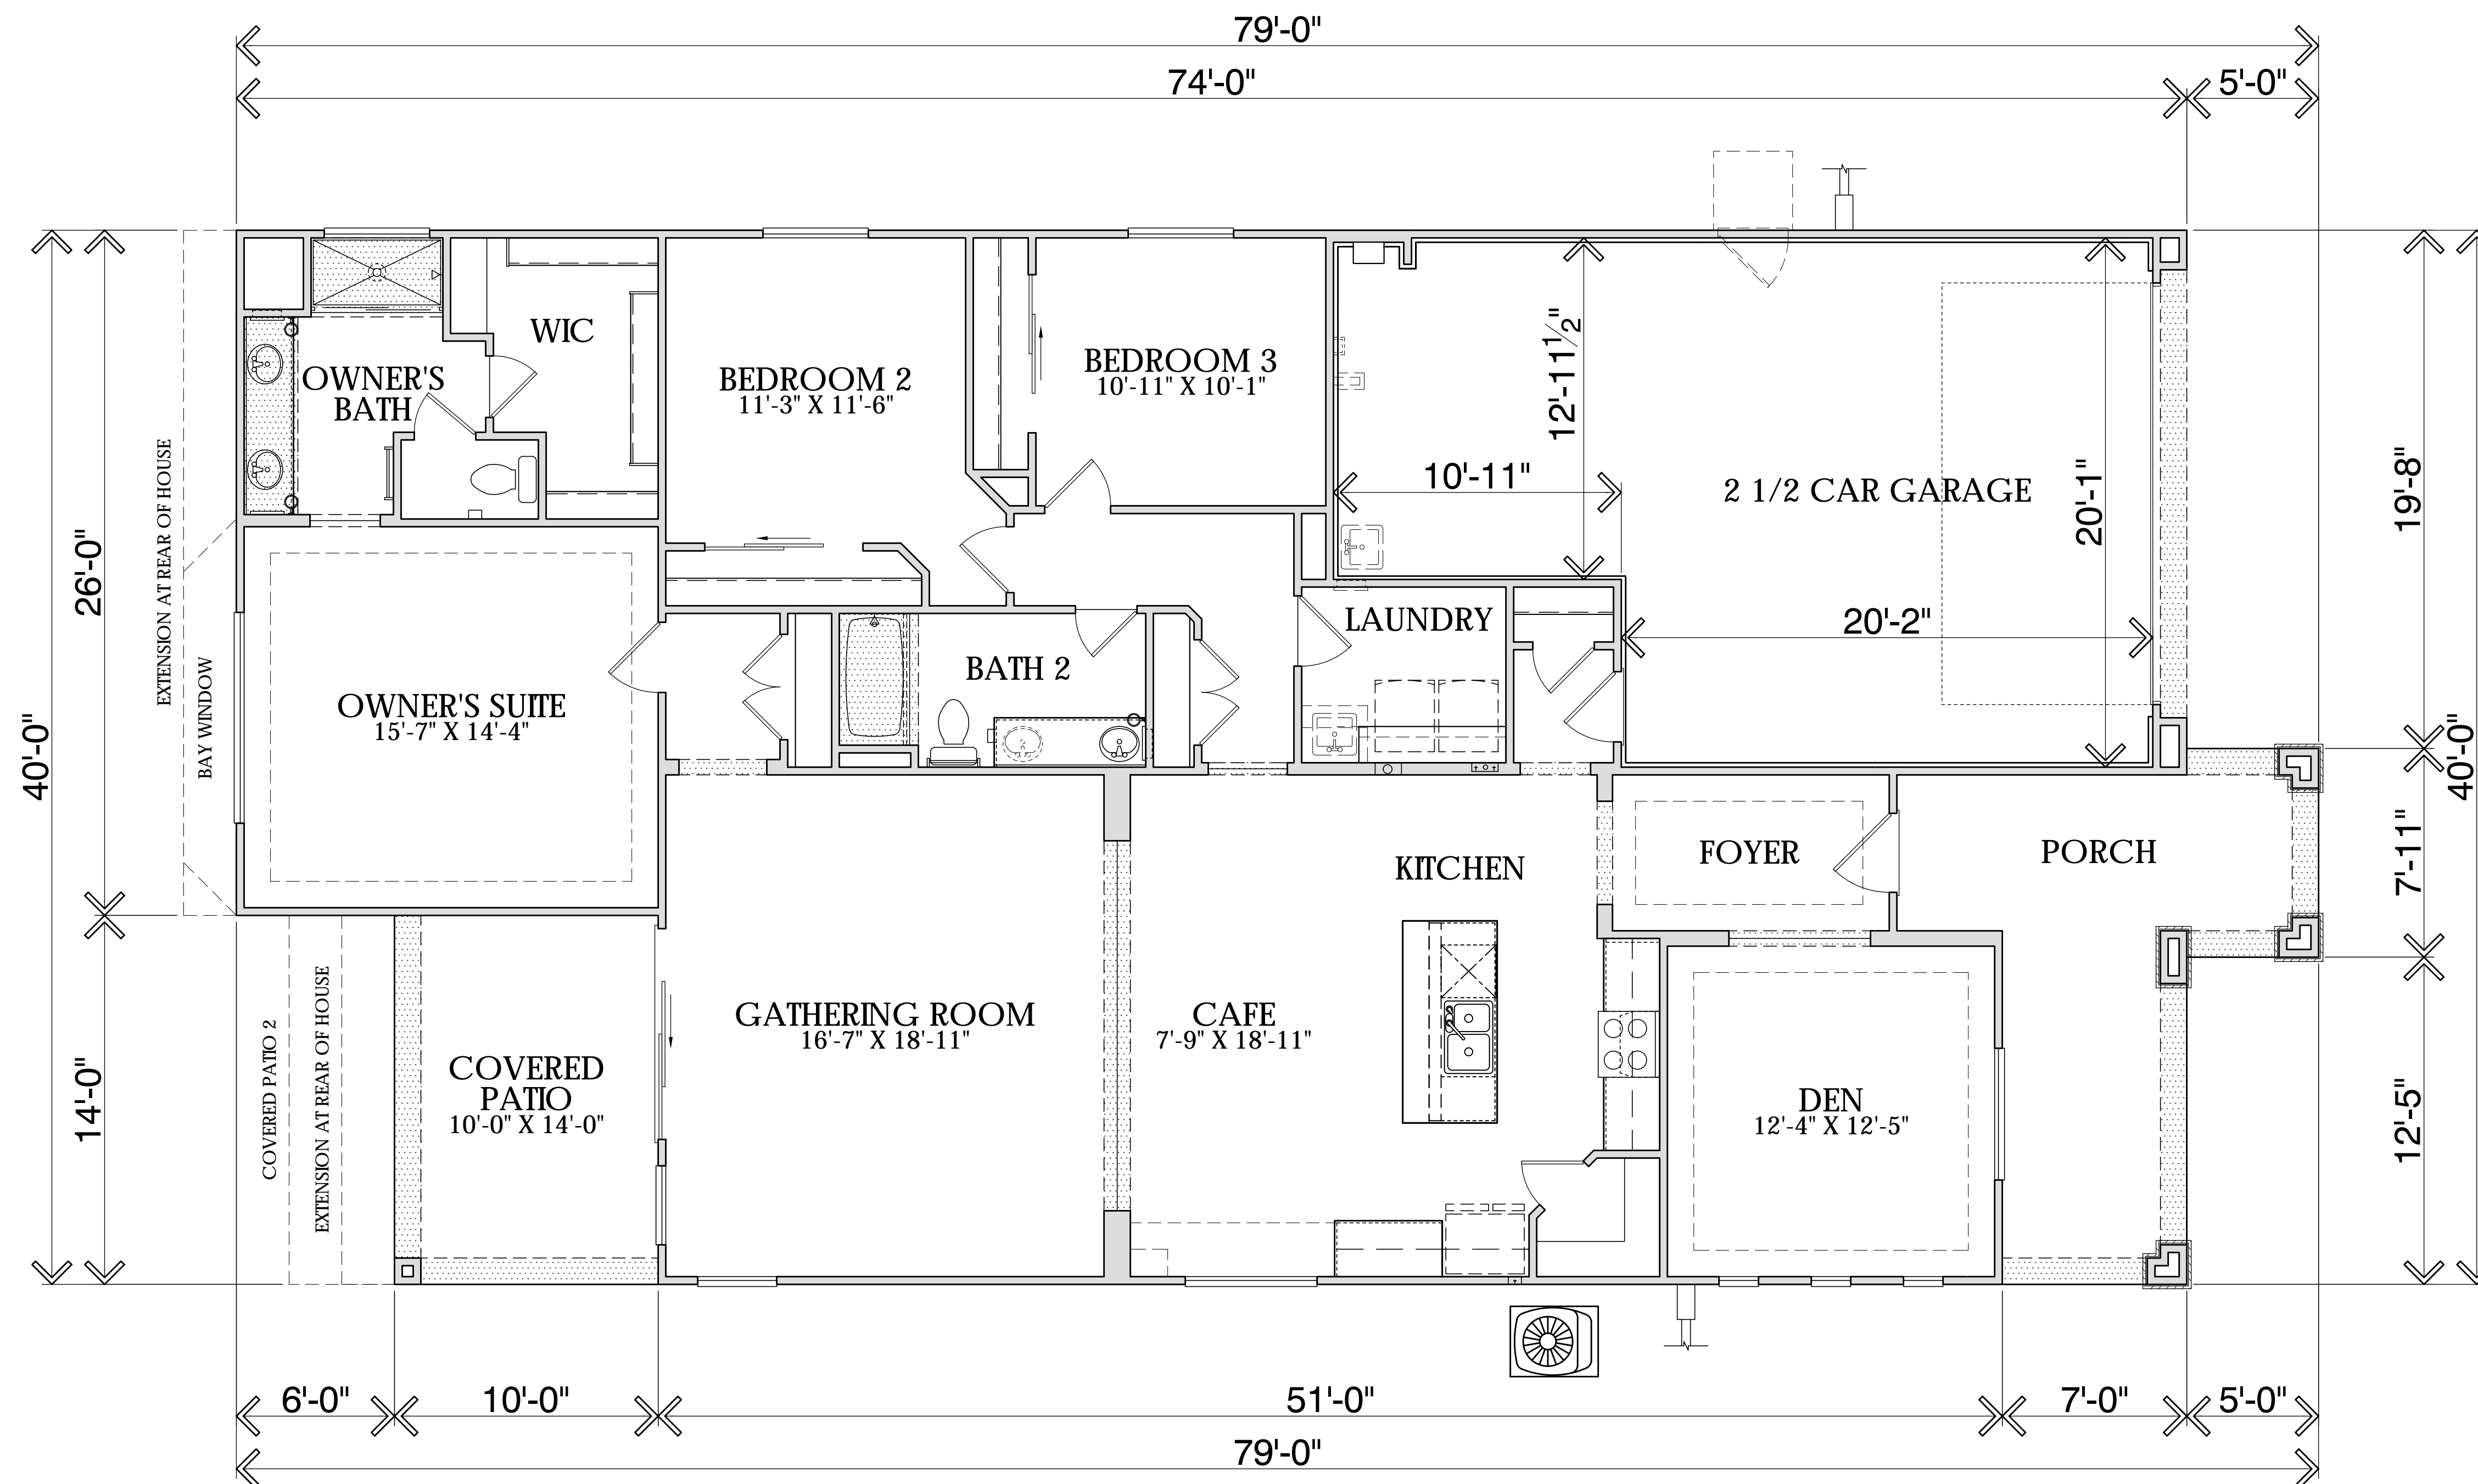 79'-0"
74'-0"
5'-0"
40'-0"
26'-0"
14'-0"
EXTENSION AT REAR OF HOUSE
BAY WINDOW
OWNER'S
BATH
WIC
BEDROOM 2
11'-3" X 11'-6"
BEDROOM 3
10'-11" X 10'-1"
12'-11 1/2"
10'-11"
2 1/2 CAR GARAGE
20'-1"
20'-2"
19'-8"
7'-11"
40'-0"
12'-5"
OWNER'S SUITE
15'-7" X 14'-4"
BATH 2
LAUNDRY
KITCHEN
FOYER
PORCH
COVERED PATIO 2
EXTENSION AT REAR OF HOUSE
COVERED
PATIO
10'-0" X 14'-0"
GATHERING ROOM
16'-7" X 18'-11"
CAFE
7'-9" X 18'-11"
DEN
12'-4" X 12'-5"
6'-0"
10'-0"
51'-0"
7'-0"
5'-0"
79'-0"